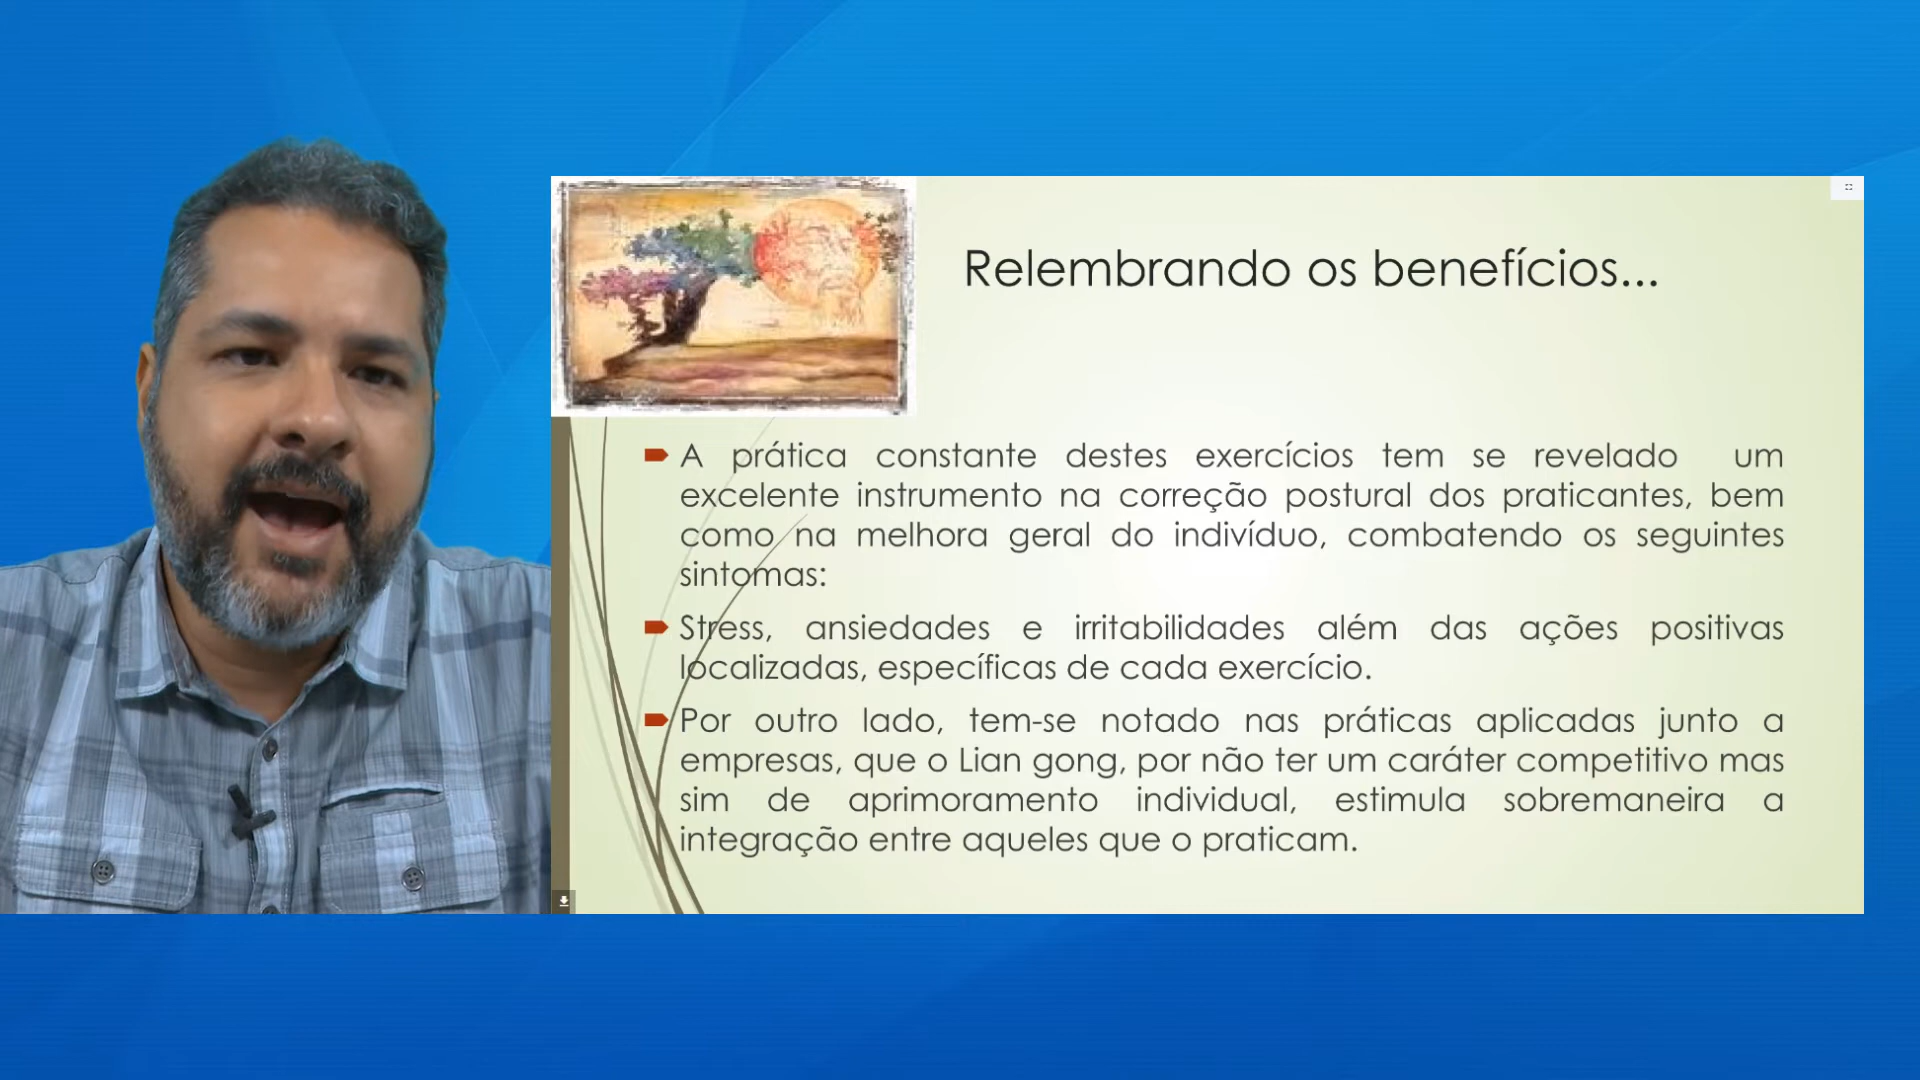 Relembrando os benefícios...
A prática constante destes exercícios tem se revelado um
excelente instrumento na correção postural dos praticantes, bem
como na melhora geral do indivíduo, combatendo os seguintes
sintomas:
Stress, ansiedades e irritabilidades além das ações positivas
localizadas, específicas de cada exercício.
Por outro lado, tem-se notado nas práticas aplicadas junto a
empresas, que o Lian gong, por não ter um caráter competitivo mas
sim de aprimoramento individual, estimula sobremaneira a
integração entre aqueles que o praticam.